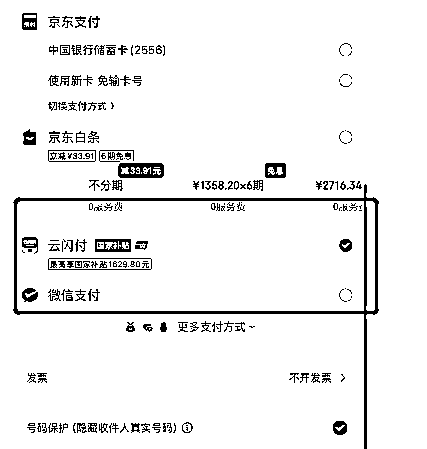 京东支付
中国银行储蓄卡(2556)
使用新卡 免输卡号
切换支付方式 >
京东白条
立减¥33.91 6期免息
减33.91元 免息
不分期 ¥1358.20×6期 ¥2716.34
0服务费 0服务费 0服务
云闪付 国家补贴
最高享国家补贴1629.80元
微信支付
更多支付方式
发票 不开发票 >
号码保护 (隐藏收件人真实号码)